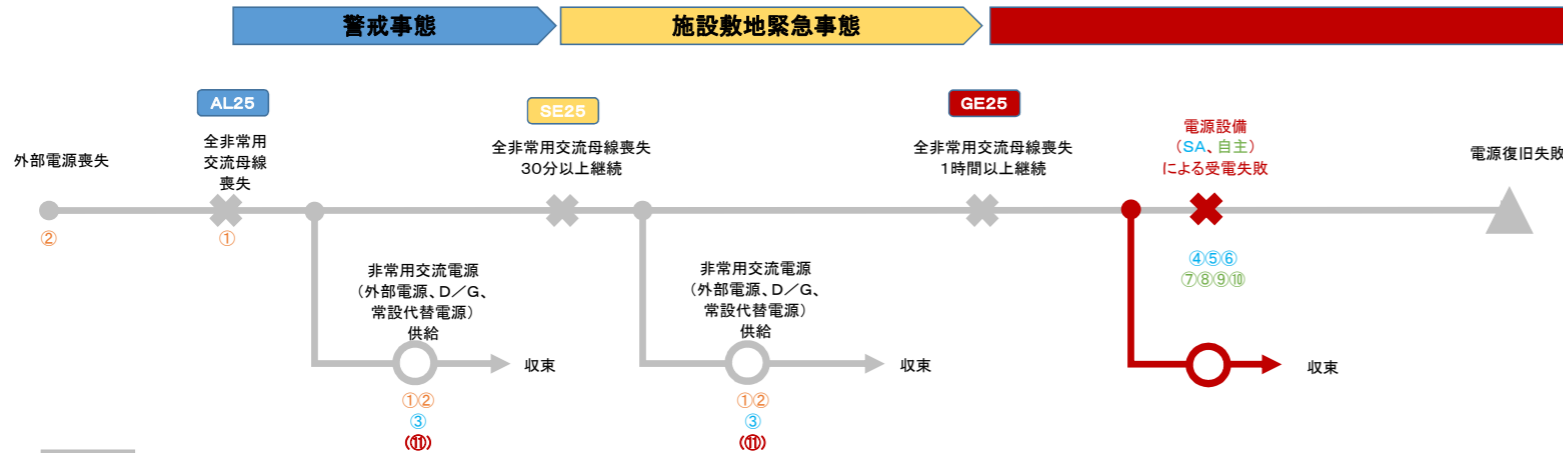 警戒事態
施設敷地緊急事態
AL25
SE25
GE25
外部電源喪失
全非常用
交流母線
喪失
全非常用交流母線喪失
30分以上継続
全非常用交流母線喪失
1時間以上継続
電源設備
（SA、自主）
による受電失敗
電源復旧失敗
②
①
④⑤⑥
⑦⑧⑨⑩
非常用交流電源
（外部電源、D／G、
常設代替電源）
供給
収束
①②
③
(⑪)
非常用交流電源
（外部電源、D／G、
常設代替電源）
供給
収束
①②
③
(⑪)
収束